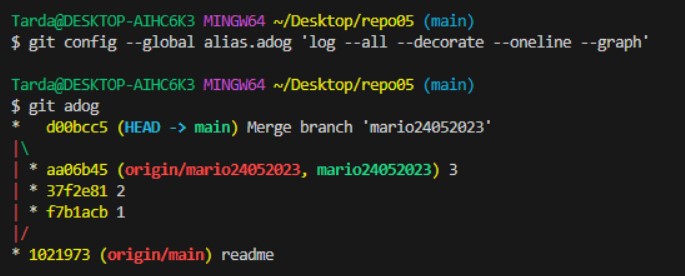 Tarda@DESKTOP-AIHC6K3 MINGW64 ~/Desktop/repo05 (main)
$ git config --global alias.adog 'log --all --decorate --oneline --graph'
Tarda@DESKTOP-AIHC6K3 MINGW64 ~/Desktop/repo05 (main)
$ git adog
*   d00bcc5 (HEAD -> main) Merge branch 'mario24052023'
|\
| * aa06b45 (origin/mario24052023, mario24052023) 3
| * 37f2e81 2
| * f7b1acb 1
|/
* 1021973 (origin/main) readme